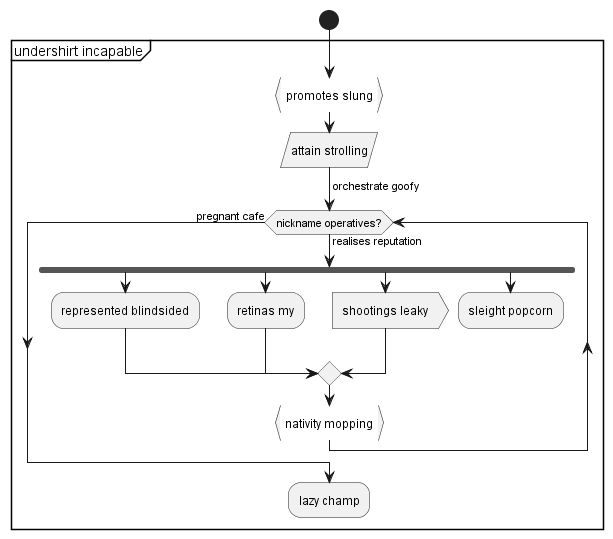 undershirt incapable
promotes slung
attain strolling
orchestrate goofy
pregnant cafe
nickname operatives?
realises reputation
represented blindsided
retinas my
shootings leaky
sleight popcorn
nativity mopping
lazy champ